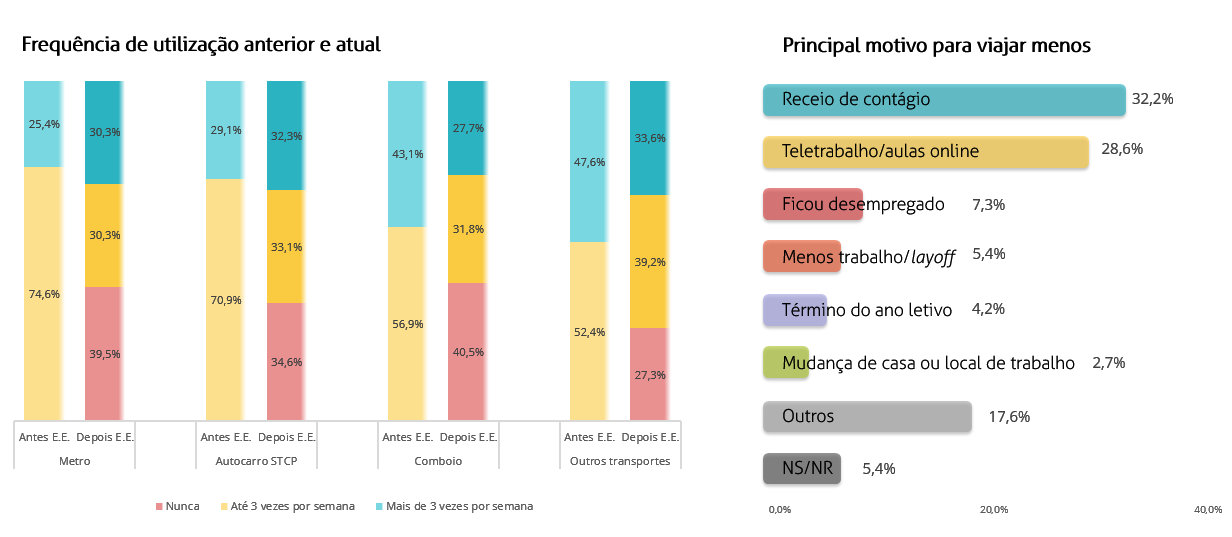 Frequência de utilização anterior e atual
25,4%
30,3%
30,3%
74,6%
39,5%
29,1%
32,3%
33,1%
70,9%
34,6%
43,1%
27,7%
31,8%
56,9%
40,5%
47,6%
33,6%
39,2%
52,4%
27,3%
Antes E.E. Depois E.E. Antes E.E. Depois E.E. Antes E.E. Depois E.E. Antes E.E. Depois E.E.
Metro Autocarro STCP Comboio Outros transportes
Nunca Até 3 vezes por semana Mais de 3 vezes por semana
Principal motivo para viajar menos
Receio de contágio 32,2%
Teletrabalho/aulas online 28,6%
Ficou desempregado 7,3%
Menos trabalho/layoff 5,4%
Término do ano letivo 4,2%
Mudança de casa ou local de trabalho 2,7%
Outros 17,6%
NS/NR 5,4%
0,0% 20,0% 40,0%